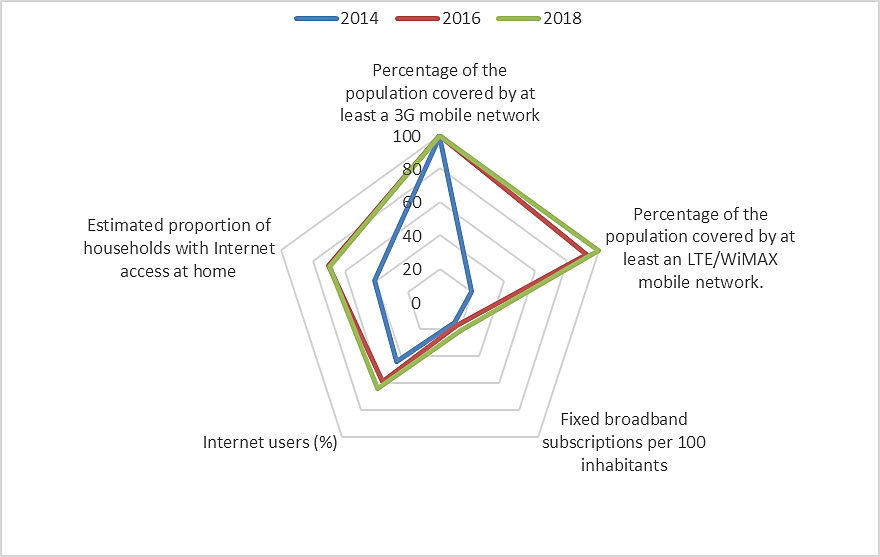 2014 2016 2018
Percentage of the
population covered by at
least a 3G mobile network
100
80
60
40
20
0
Percentage of the
population covered by at
least an LTE/WiMAX
mobile network.
Fixed broadband
subscriptions per 100
inhabitants
Internet users (%)
Estimated proportion of
households with Internet
access at home